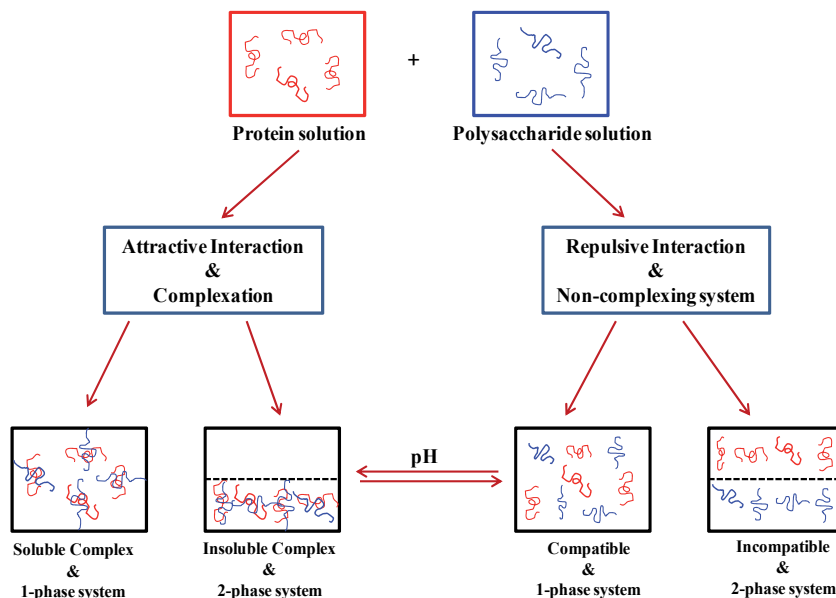 +
Protein solution
Polysaccharide solution
Attractive Interaction
&
Complexation
Repulsive Interaction
&
Non-complexing system
pH
Soluble Complex
&
1-phase system
Insoluble Complex
&
2-phase system
Compatible
&
1-phase system
Incompatible
&
2-phase system